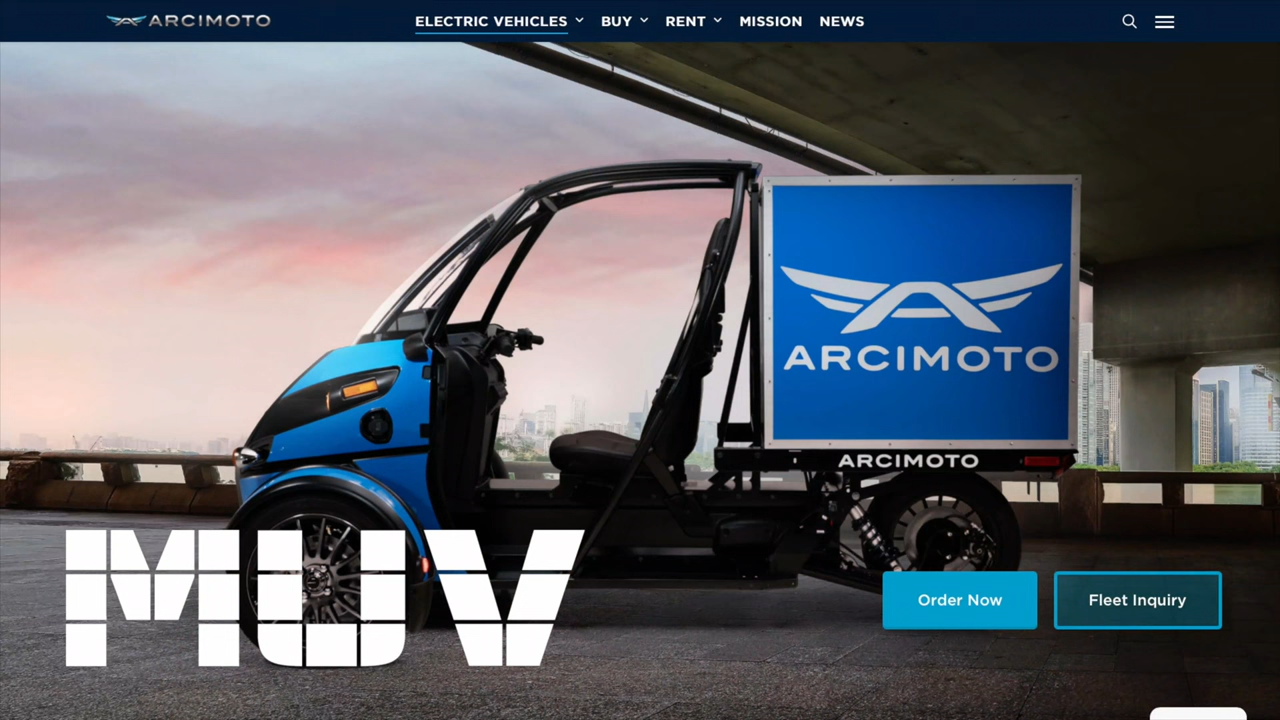 ARCIMOTO
ELECTRIC VEHICLES
BUY
RENT
MISSION
NEWS
ARCIMOTO
ARCIMOTO
MUV
Order Now
Fleet Inquiry